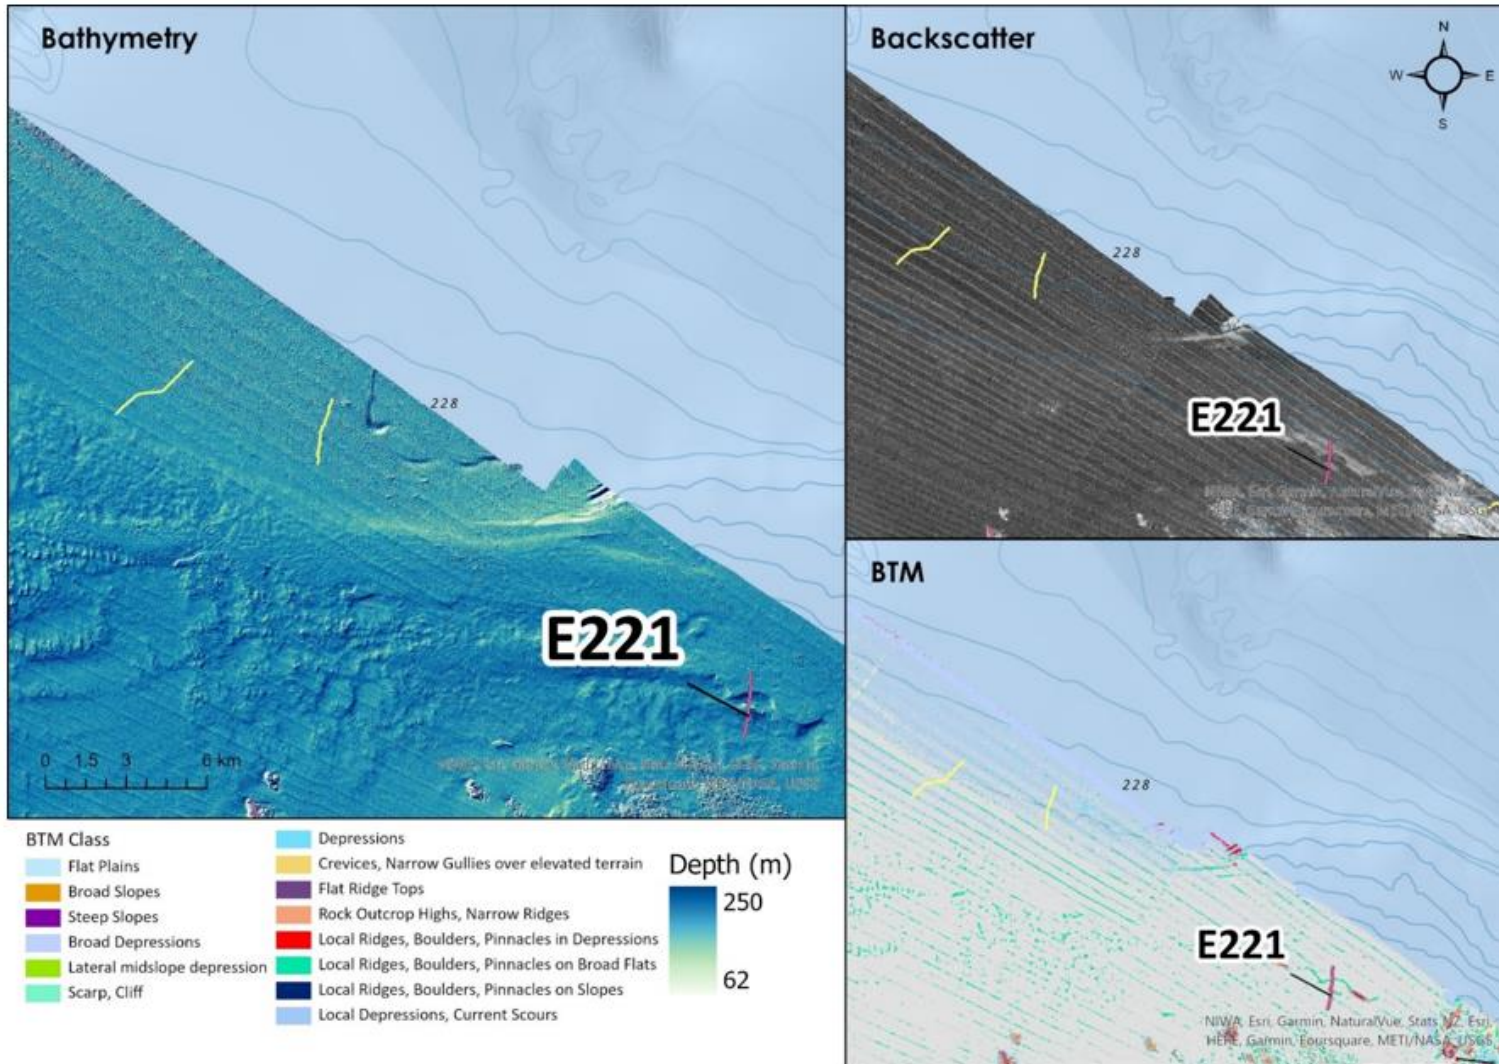 Bathymetry
228
E221
0 1.5 3 6 km
Backscatter
N
W E
S
228
E221
BTM
228
E221
NIWA, Esri, Garmin, NaturalVue, Stats NZ, Esri,
HERE, Garmin, Foursquare, METI/NASA, USGS
BTM Class
Flat Plains
Broad Slopes
Steep Slopes
Broad Depressions
Lateral midslope depression
Scarp, Cliff
Depressions
Crevices, Narrow Gullies over elevated terrain
Flat Ridge Tops
Rock Outcrop Highs, Narrow Ridges
Local Ridges, Boulders, Pinnacles in Depressions
Local Ridges, Boulders, Pinnacles on Broad Flats
Local Ridges, Boulders, Pinnacles on Slopes
Local Depressions, Current Scours
Depth (m)
250
62